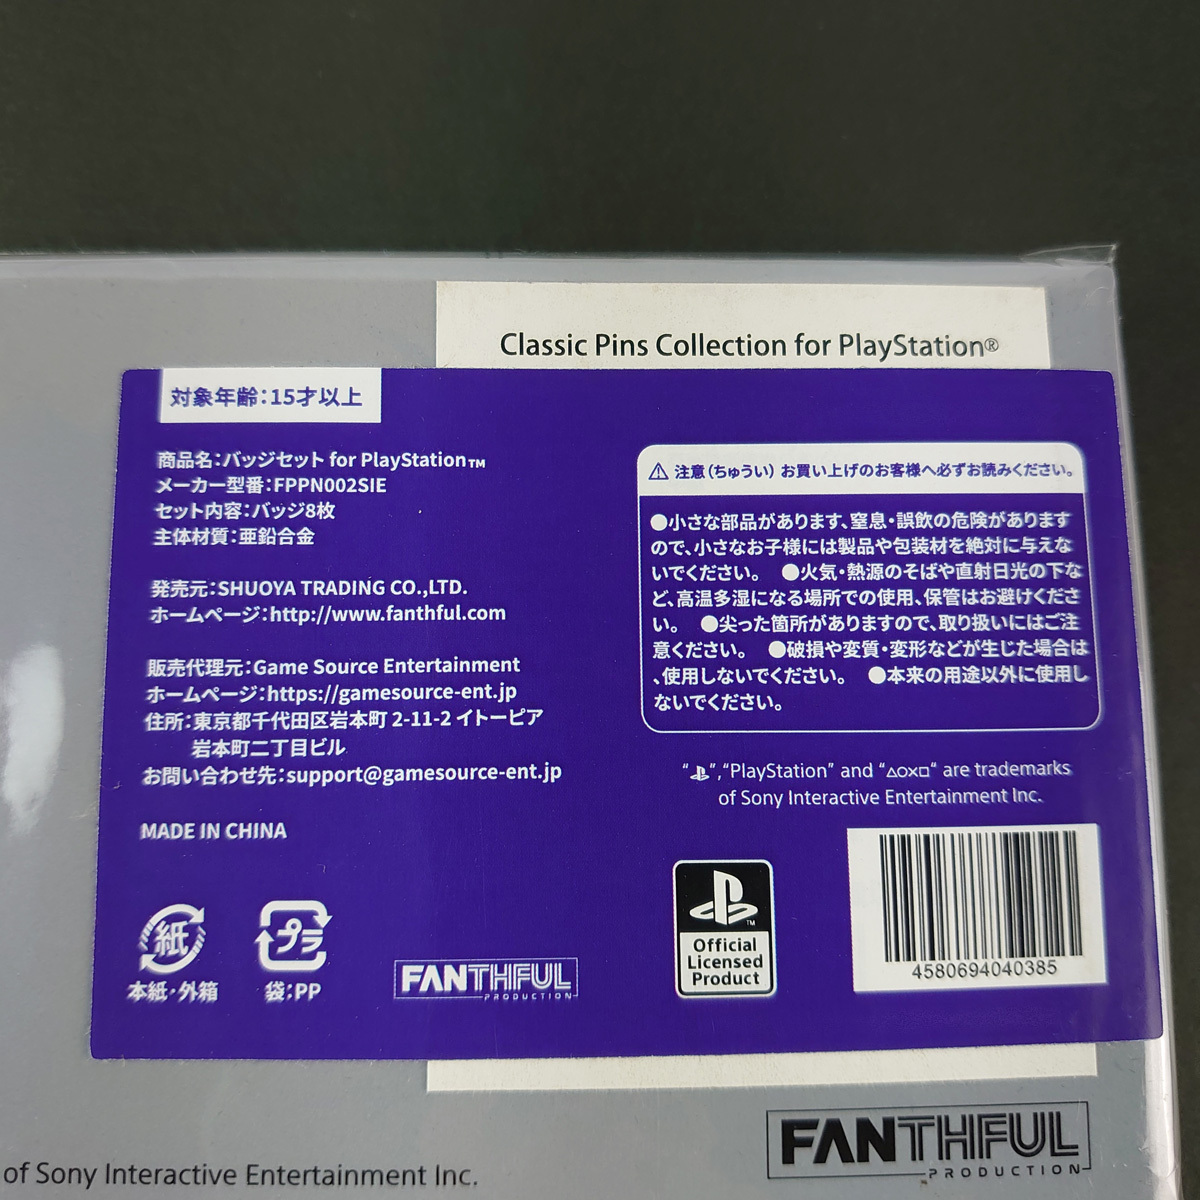 Classic Pins Collection for PlayStation®
対象年齢：15才以上
商品名：バッジセット for PlayStation™
メーカー型番：FPPN002SIE
セット内容：バッジ8枚
主体材質：亜鉛合金
発売元：SHUOYA TRADING CO.,LTD.
ホームページ：http://www.fanthful.com
販売代理元：Game Source Entertainment
ホームページ：https://gamesource-ent.jp
住所：東京都千代田区岩本町 2-11-2 イトーピア
岩本町二丁目ビル
お問い合わせ先：support@gamesource-ent.jp
MADE IN CHINA
紙
本紙・外箱
プラ
袋：PP
FANTHFUL
PRODUCTION
⚠ 注意（ちゅうい） お買い上げのお客様へ必ずお読みください。
●小さな部品があります、窒息・誤飲の危険があります
ので、小さなお子様には製品や包装材を絶対に与えな
いでください。 ●火気・熱源のそばや直射日光の下な
ど、高温多湿になる場所での使用、保管はお避けくださ
い。 ●尖った箇所がありますので、取り扱いにはご注
意ください。 ●破損や変質・変形などが生じた場合は
、使用しないでください。 ●本来の用途以外に使用し
ないでください。
“ ”,“PlayStation” and “△○×□“ are trademarks
of Sony Interactive Entertainment Inc.
TM
Official
Licensed
Product
4580694040385
FANTHFUL
PRODUCTION
of Sony Interactive Entertainment Inc.